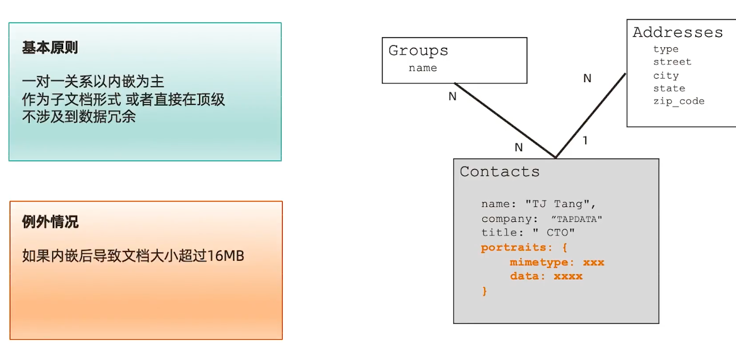 基本原则
一对一关系以内嵌为主
作为子文档形式 或者直接在顶级
不涉及到数据冗余
例外情况
如果内嵌后导致文档大小超过16MB
Groups
name
Addresses
type
street
city
state
zip_code
N
N
N
1
Contacts
name: "TJ Tang",
company: "TAPDATA"
title: " CTO"
portraits: {
mimetype: xxx
data: xxxx
}